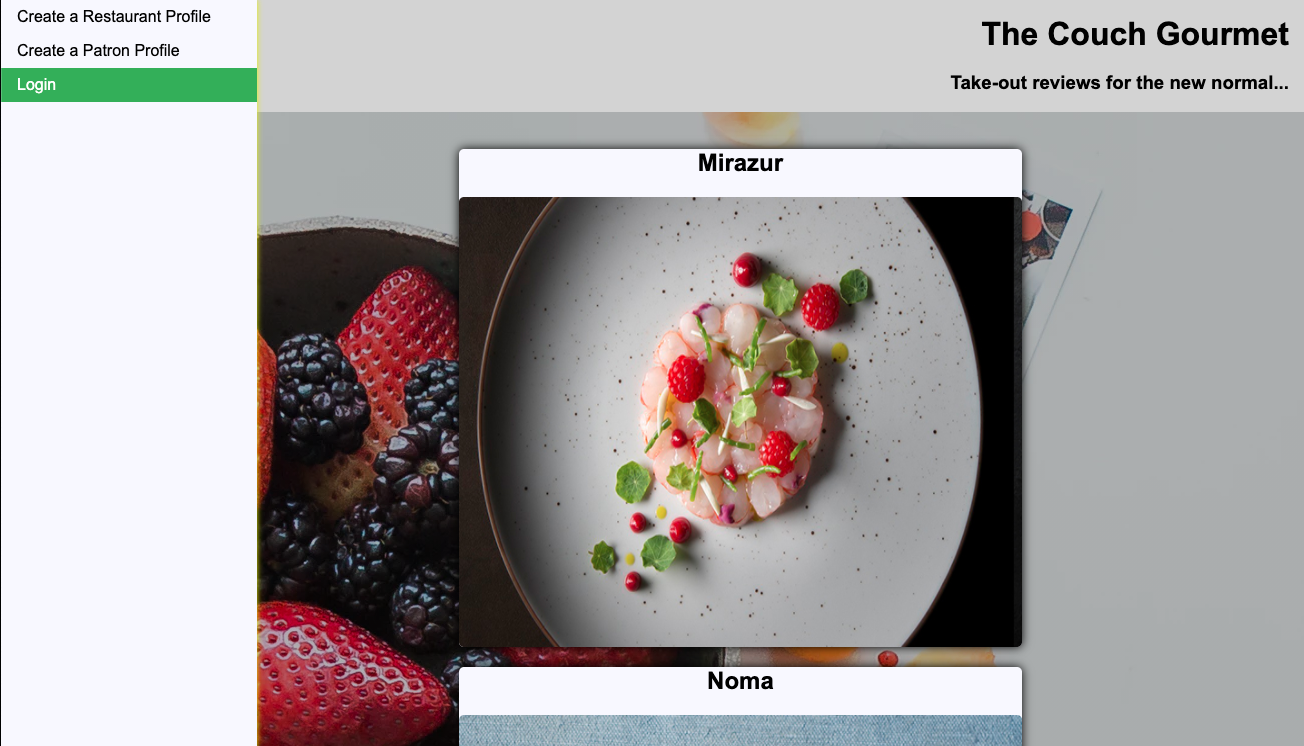 Create a Restaurant Profile
Create a Patron Profile
Login
The Couch Gourmet
Take-out reviews for the new normal...
Mirazur
Noma